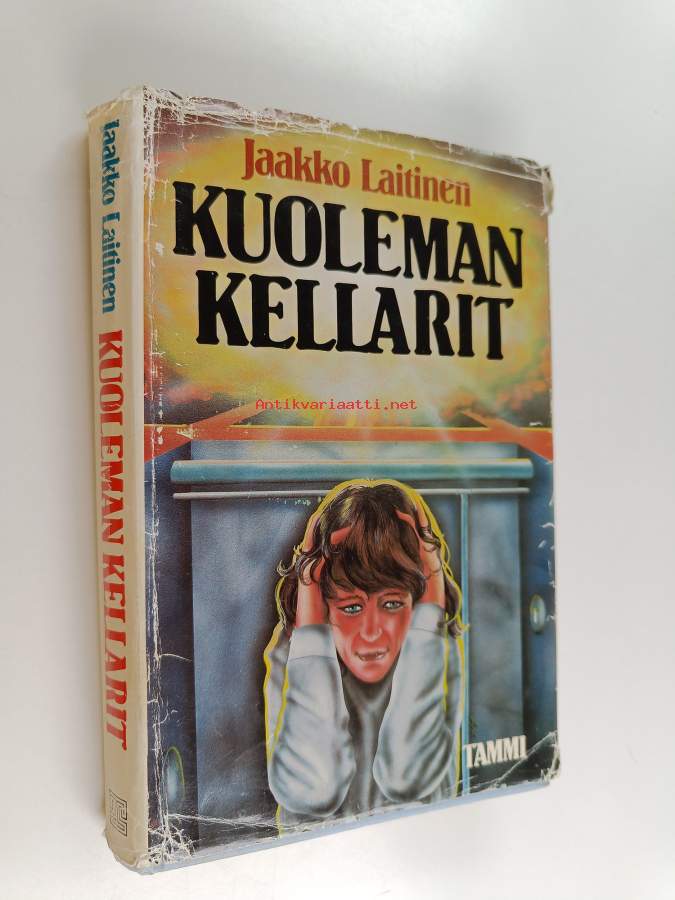 Jaakko Laitinen
KUOLEMAN
KELLARIT
Antikvariaatti.net
TAMMI
Jaakko Laitinen KUOLEMAN KELLARIT